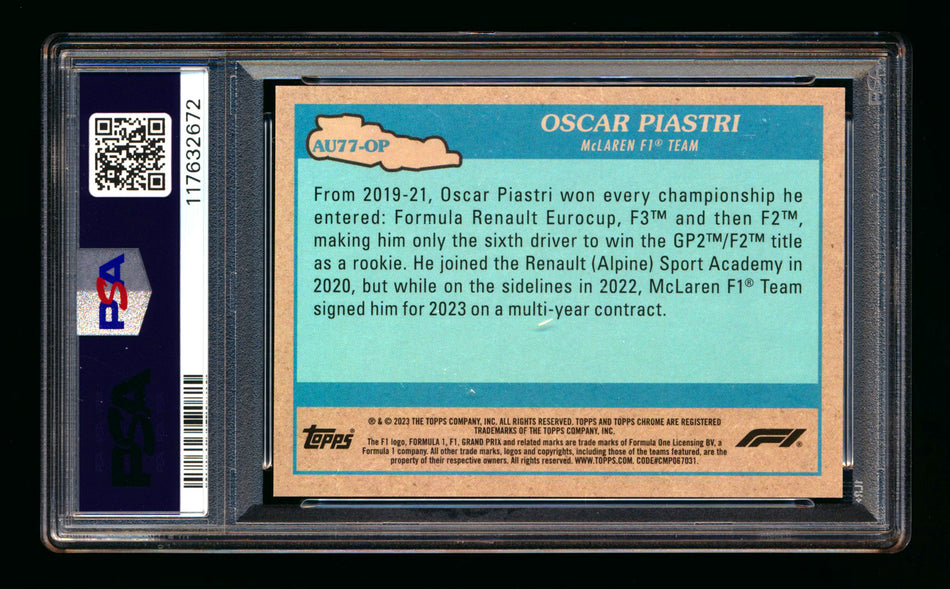 117632672
PSA
PSA
OSCAR PIASTRI
McLAREN F1® TEAM
AU77-OP
From 2019-21, Oscar Piastri won every championship he
entered: Formula Renault Eurocup, F3™ and then F2™,
making him only the sixth driver to win the GP2™/F2™ title
as a rookie. He joined the Renault (Alpine) Sport Academy in
2020, but while on the sidelines in 2022, McLaren F1® Team
signed him for 2023 on a multi-year contract.
Topps®
® & © 2023 THE TOPPS COMPANY, INC. ALL RIGHTS RESERVED. TOPPS AND TOPPS CHROME ARE REGISTERED
TRADEMARKS OF THE TOPPS COMPANY, INC.
The F1 logo, FORMULA 1, F1, GRAND PRIX and related marks are trade marks of Formula One Licensing BV, a
Formula 1 company. All other trade marks, logos and copyrights, including those of the teams featured, are the
property of their respective owners. All rights reserved. WWW.TOPPS.COM. CODE#CMP067031.
F1®